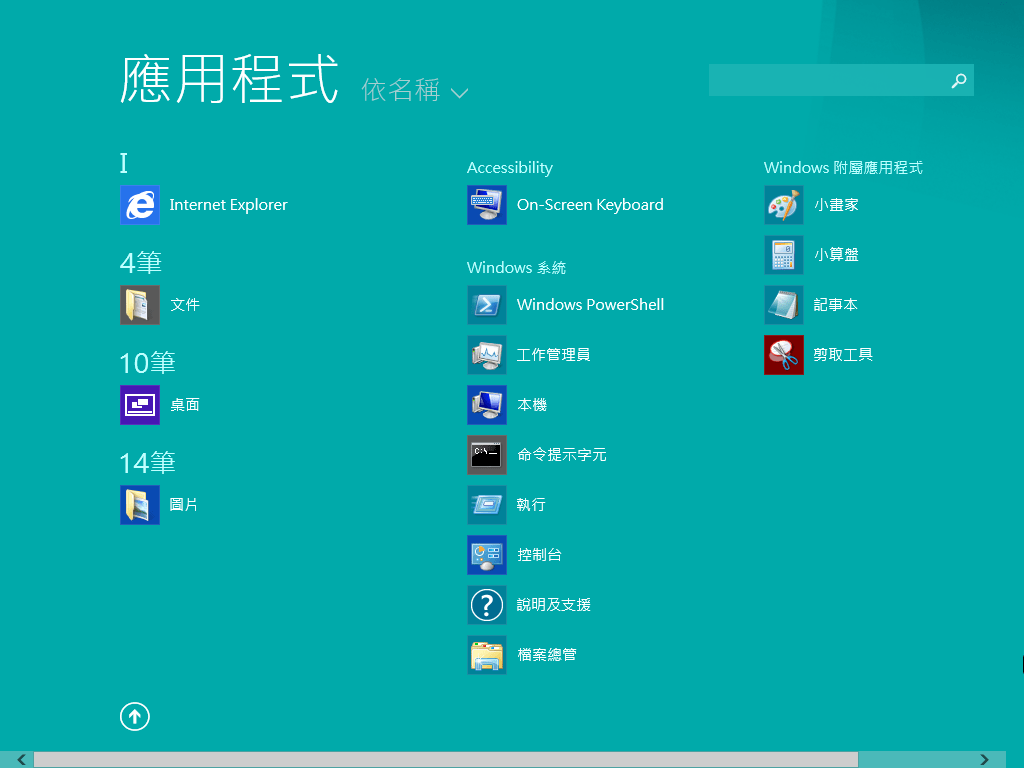 應用程式 依名稱
I
Internet Explorer
4筆
文件
10筆
桌面
14筆
圖片
Accessibility
On-Screen Keyboard
Windows 系統
Windows PowerShell
工作管理員
本機
命令提示字元
執行
控制台
說明及支援
檔案總管
Windows 附屬應用程式
小畫家
小算盤
記事本
剪取工具